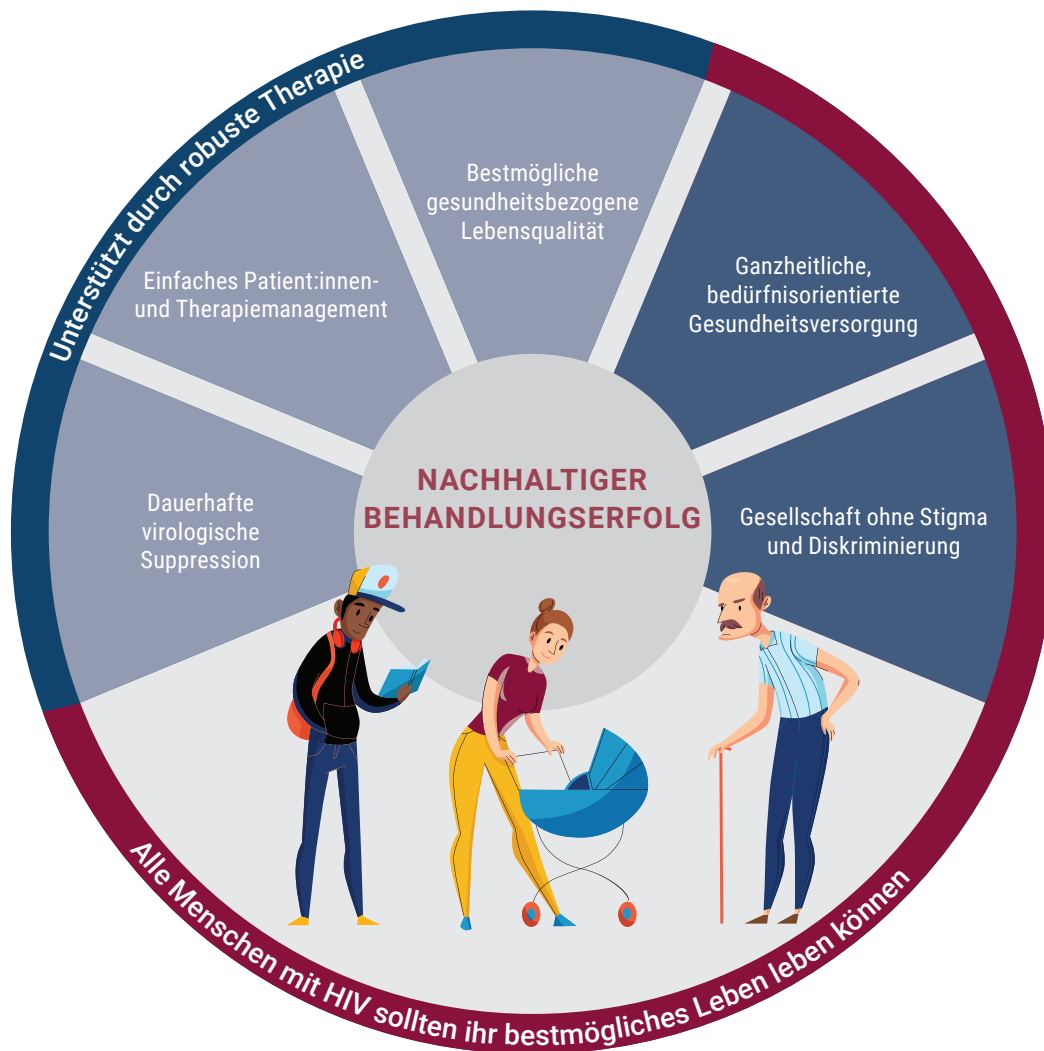 Unterstützt durch robuste Therapie
Bestmögliche
gesundheitsbezogene
Lebensqualität
Einfaches Patient:innen-
und Therapiemanagement
Ganzheitliche,
bedürfnisorientierte
Gesundheitsversorgung
Dauerhafte
virologische
Suppression
NACHHALTIGER
BEHANDLUNGSERFOLG
Gesellschaft ohne Stigma
und Diskriminierung
Alle Menschen mit HIV sollten ihr bestmögliches Leben leben können